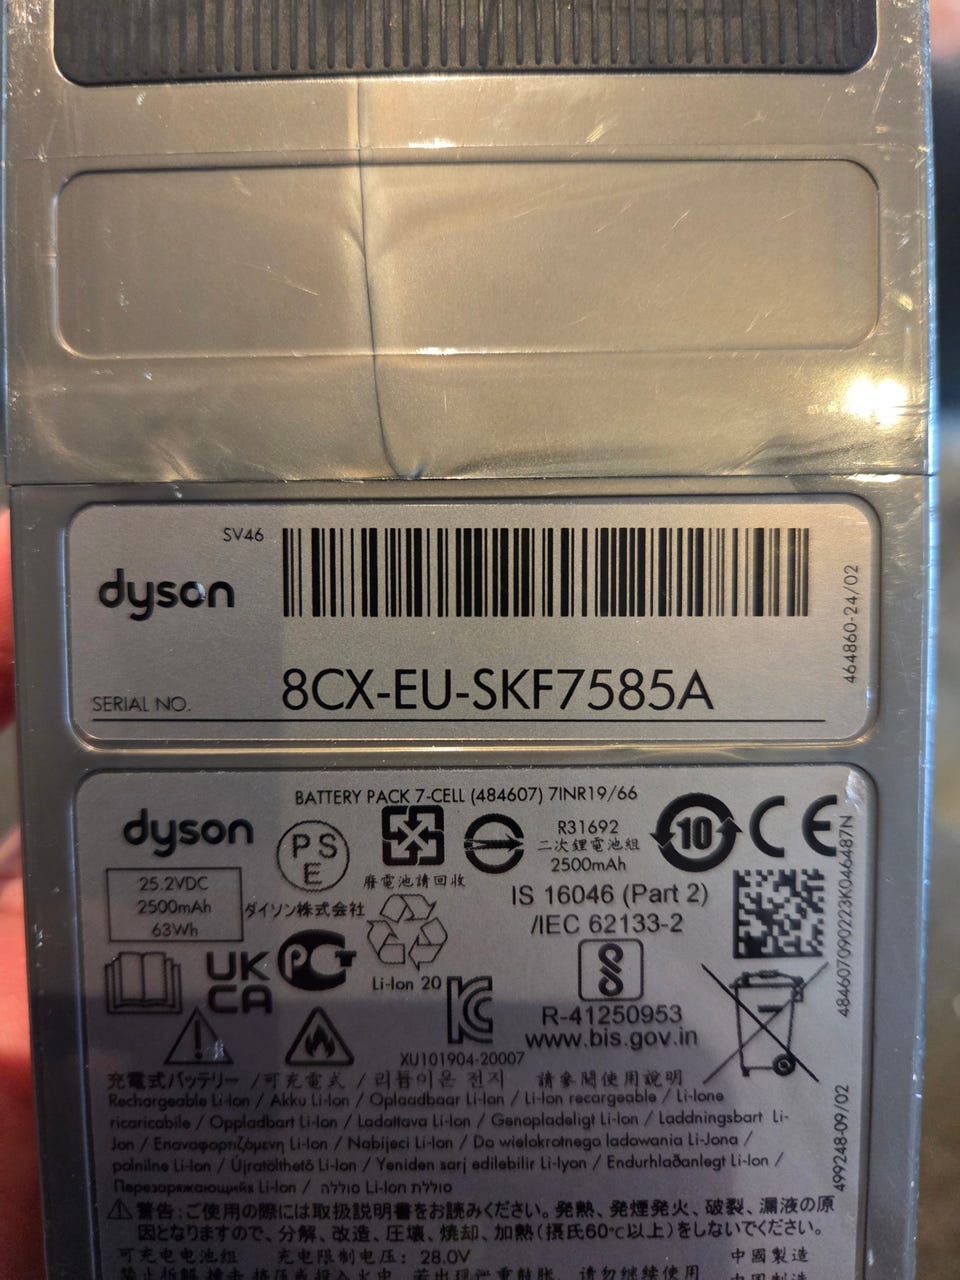 SV46
dyson
464860-24/02
SERIAL NO.
8CX-EU-SKF7585A
BATTERY PACK 7-CELL (484607) 7INR19/66
dyson
PS
E
廢電池請回收
R31692
二次鋰電池組
2500mAh
10
CE
25.2VDC
2500mAh
63Wh
ダイソン株式会社
IS 16046 (Part 2)
/IEC 62133-2
484607090223K046487N
UK
CA
Li-Ion 20
R-41250953
www.bis.gov.in
XU101904-20007
充電式バッテリー /可充電式 / 리튬이온 전지 請參閱使用說明
Rechargeable Li-Ion / Akku Li-Ion / Oplaadbaar Li-Ion / Li-Ion recargeable / Li-Ione
ricaricabile / Oppladbart Li-Ion / Ladattava Li-Ion / Genopladeligt Li-Ion / Laddningsbart Li-
Jon / Επαναφορτιζόμενη Li-Ion / Nabíjecí Li-Ion / Do wielokrotnego ładowania Li-Jona /
polnilne Li-Ion / Újratölthető Li-Ion / Yeniden şarj edilebilir Li-Iyon / Endurhlaðanlegt Li-Ion /
Перезаряжающийся Li-Ion / סוללה Li-Ion סוללת
499248-09/02
警告:ご使用の際には取扱説明書をお読みください。発熱、発煙発火、破裂、漏液の原
因となりますので、分解、改造、圧壊、焼却、加熱(摂氏60℃以上)をしないでください。
可充电电池组 充电限制电压: 28.0V 中國製造